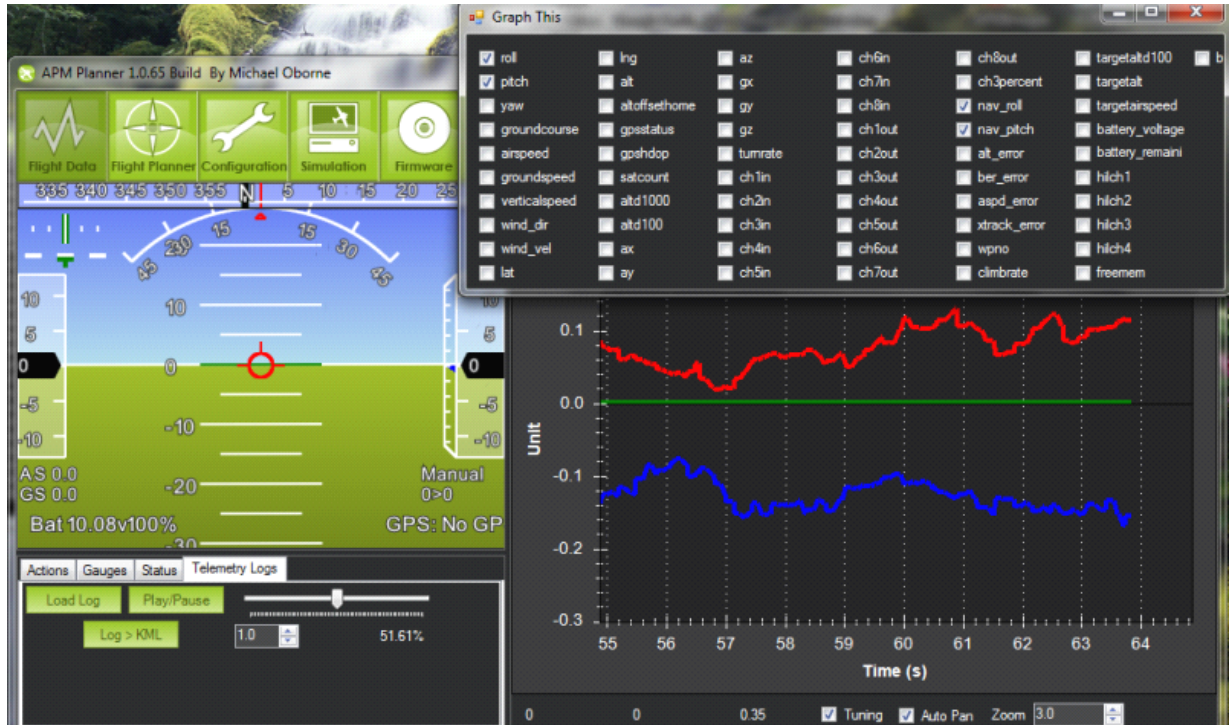 Graph This
roll lng az ch6in ch8out targetaltd100 b
pitch alt gx ch7in ch3percent targetalt
yaw altoffsethome gy ch8in nav_roll targetairspeed
groundcourse gpsstatus gz ch1out nav_pitch battery_voltage
airspeed gpshdop turnrate ch2out alt_error battery_remaini
groundspeed satcount ch1in ch3out ber_error hilch1
verticalspeed altd1000 ch2in ch4out aspd_error hilch2
wind_dir altd100 ch3in ch5out xtrack_error hilch3
wind_vel ax ch4in ch6out wpno hilch4
lat ay ch5in ch7out climbrate freemem
APM Planner 1.0.65 Build By Michael Oborne
Flight Data Flight Planner Configuration Simulation Firmware
335 340 345 350 355 N 5 10 15 20 25
45 30 15 15 30 45
20
10 10 10
5 5
0 0 0
-5 -5
-10 -10 -10
AS 0.0 Manual
GS 0.0 -20 0>0
Bat 10.08v100% GPS: No GP
-30
Actions Gauges Status Telemetry Logs
Load Log Play/Pause
Log > KML 1.0 51.61%
0.1
0.0
-0.1
-0.2
-0.3
Unit
55 56 57 58 59 60 61 62 63 64
Time (s)
0 0 0.35 Tuning Auto Pan Zoom 3.0